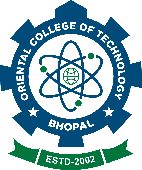 ORIENTAL COLLEGE OF TECHNOLOGY
BHOPAL
ESTD-2002